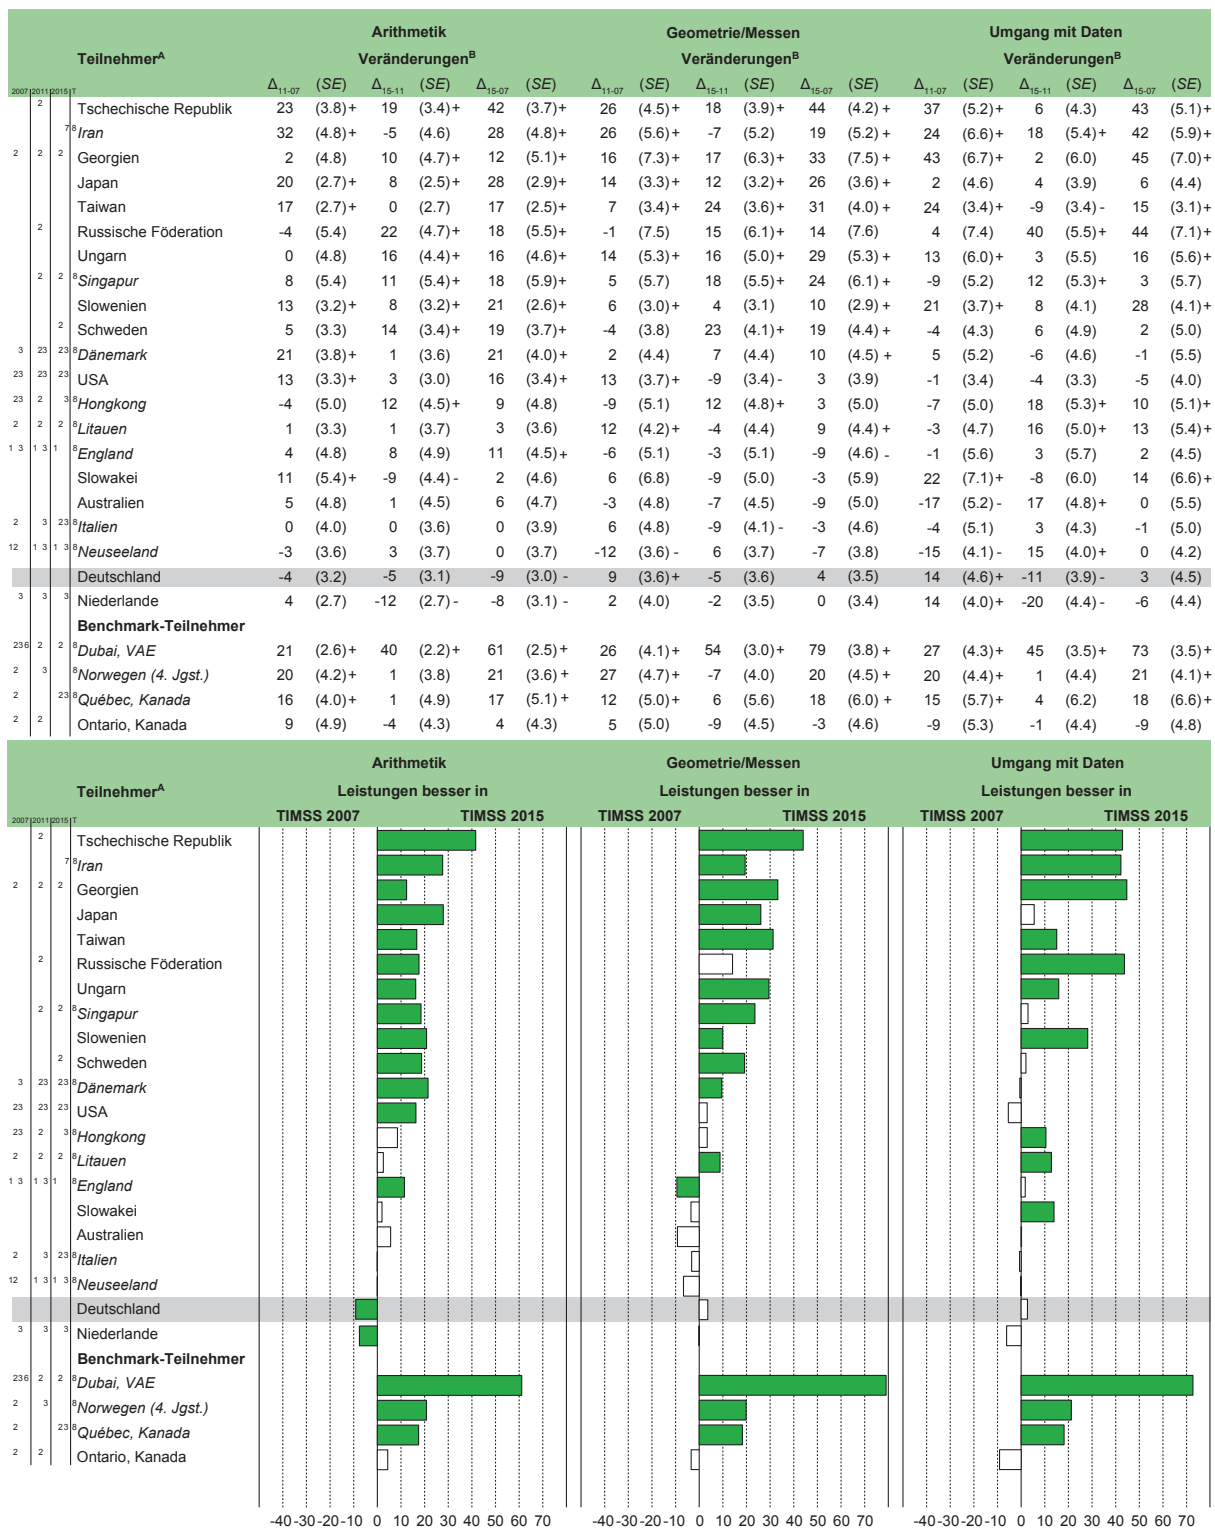 Arithmetik Geometrie/Messen Umgang mit Daten
Teilnehmer^A Veränderungen^B Veränderungen^B Veränderungen^B
2007 2011 2015 T Δ11-07 (SE) Δ15-11 (SE) Δ15-07 (SE) Δ11-07 (SE) Δ15-11 (SE) Δ15-07 (SE) Δ11-07 (SE) Δ15-11 (SE) Δ15-07 (SE)
2 Tschechische Republik 23 (3.8)+ 19 (3.4)+ 42 (3.7)+ 26 (4.5)+ 18 (3.9)+ 44 (4.2)+ 37 (5.2)+ 6 (4.3) 43 (5.1)+
7 8 Iran 32 (4.8)+ -5 (4.6) 28 (4.8)+ 26 (5.6)+ -7 (5.2) 19 (5.2)+ 24 (6.6)+ 18 (5.4)+ 42 (5.9)+
2 2 2 Georgien 2 (4.8) 10 (4.7)+ 12 (5.1)+ 16 (7.3)+ 17 (6.3)+ 33 (7.5)+ 43 (6.7)+ 2 (6.0) 45 (7.0)+
Japan 20 (2.7)+ 8 (2.5)+ 28 (2.9)+ 14 (3.3)+ 12 (3.2)+ 26 (3.6)+ 2 (4.6) 4 (3.9) 6 (4.4)
Taiwan 17 (2.7)+ 0 (2.7) 17 (2.5)+ 7 (3.4)+ 24 (3.6)+ 31 (4.0)+ 24 (3.4)+ -9 (3.4)- 15 (3.1)+
2 Russische Föderation -4 (5.4) 22 (4.7)+ 18 (5.5)+ -1 (7.5) 15 (6.1)+ 14 (7.6) 4 (7.4) 40 (5.5)+ 44 (7.1)+
Ungarn 0 (4.8) 16 (4.4)+ 16 (4.6)+ 14 (5.3)+ 16 (5.0)+ 29 (5.3)+ 13 (6.0)+ 3 (5.5) 16 (5.6)+
2 2 8 Singapur 8 (5.4) 11 (5.4)+ 18 (5.9)+ 5 (5.7) 18 (5.5)+ 24 (6.1)+ -9 (5.2) 12 (5.3)+ 3 (5.7)
Slowenien 13 (3.2)+ 8 (3.2)+ 21 (2.6)+ 6 (3.0)+ 4 (3.1) 10 (2.9)+ 21 (3.7)+ 8 (4.1) 28 (4.1)+
2 Schweden 5 (3.3) 14 (3.4)+ 19 (3.7)+ -4 (3.8) 23 (4.1)+ 19 (4.4)+ -4 (4.3) 6 (4.9) 2 (5.0)
3 23 23 8 Dänemark 21 (3.8)+ 1 (3.6) 21 (4.0)+ 2 (4.4) 7 (4.4) 10 (4.5)+ 5 (5.2) -6 (4.6) -1 (5.5)
23 23 23 USA 13 (3.3)+ 3 (3.0) 16 (3.4)+ 13 (3.7)+ -9 (3.4)- 3 (3.9) -1 (3.4) -4 (3.3) -5 (4.0)
23 2 3 8 Hongkong -4 (5.0) 12 (4.5)+ 9 (4.8) -9 (5.1) 12 (4.8)+ 3 (5.0) -7 (5.0) 18 (5.3)+ 10 (5.1)+
2 2 2 8 Litauen 1 (3.3) 1 (3.7) 3 (3.6) 12 (4.2)+ -4 (4.4) 9 (4.4)+ -3 (4.7) 16 (5.0)+ 13 (5.4)+
1 3 1 3 1 8 England 4 (4.8) 8 (4.9) 11 (4.5)+ -6 (5.1) -3 (5.1) -9 (4.6)- -1 (5.6) 3 (5.7) 2 (4.5)
Slowakei 11 (5.4)+ -9 (4.4)- 2 (4.6) 6 (6.8) -9 (5.0) -3 (5.9) 22 (7.1)+ -8 (6.0) 14 (6.6)+
Australien 5 (4.8) 1 (4.5) 6 (4.7) -3 (4.8) -7 (4.5) -9 (5.0) -17 (5.2)- 17 (4.8)+ 0 (5.5)
2 3 23 8 Italien 0 (4.0) 0 (3.6) 0 (3.9) 6 (4.8) -9 (4.1)- -3 (4.6) -4 (5.1) 3 (4.3) -1 (5.0)
12 1 3 1 3 8 Neuseeland -3 (3.6) 3 (3.7) 0 (3.7) -12 (3.6)- 6 (3.7) -7 (3.8) -15 (4.1)- 15 (4.0)+ 0 (4.2)
Deutschland -4 (3.2) -5 (3.1) -9 (3.0)- 9 (3.6)+ -5 (3.6) 4 (3.5) 14 (4.6)+ -11 (3.9)- 3 (4.5)
3 3 3 Niederlande 4 (2.7) -12 (2.7)- -8 (3.1)- 2 (4.0) -2 (3.5) 0 (3.4) 14 (4.0)+ -20 (4.4)- -6 (4.4)
Benchmark-Teilnehmer
236 2 2 8 Dubai, VAE 21 (2.6)+ 40 (2.2)+ 61 (2.5)+ 26 (4.1)+ 54 (3.0)+ 79 (3.8)+ 27 (4.3)+ 45 (3.5)+ 73 (3.5)+
2 3 8 Norwegen (4. Jgst.) 20 (4.2)+ 1 (3.8) 21 (3.6)+ 27 (4.7)+ -7 (4.0) 20 (4.5)+ 20 (4.4)+ 1 (4.4) 21 (4.1)+
2 23 8 Québec, Kanada 16 (4.0)+ 1 (4.9) 17 (5.1)+ 12 (5.0)+ 6 (5.6) 18 (6.0)+ 15 (5.7)+ 4 (6.2) 18 (6.6)+
2 2 Ontario, Kanada 9 (4.9) -4 (4.3) 4 (4.3) 5 (5.0) -9 (4.5) -3 (4.6) -9 (5.3) -1 (4.4) -9 (4.8)
Arithmetik Geometrie/Messen Umgang mit Daten
Teilnehmer^A Leistungen besser in Leistungen besser in Leistungen besser in
2007 2011 2015 T TIMSS 2007 TIMSS 2015 TIMSS 2007 TIMSS 2015 TIMSS 2007 TIMSS 2015
2 Tschechische Republik
7 8 Iran
2 2 2 Georgien
Japan
Taiwan
2 Russische Föderation
Ungarn
2 2 8 Singapur
Slowenien
2 Schweden
3 23 23 8 Dänemark
23 23 23 USA
23 2 3 8 Hongkong
2 2 2 8 Litauen
1 3 1 3 1 8 England
Slowakei
Australien
2 3 23 8 Italien
12 1 3 1 3 8 Neuseeland
Deutschland
3 3 3 Niederlande
Benchmark-Teilnehmer
236 2 2 8 Dubai, VAE
2 3 8 Norwegen (4. Jgst.)
2 23 8 Québec, Kanada
2 2 Ontario, Kanada
-40 -30 -20 -10 0 10 20 30 40 50 60 70 -40 -30 -20 -10 0 10 20 30 40 50 60 70 -40 -30 -20 -10 0 10 20 30 40 50 60 70